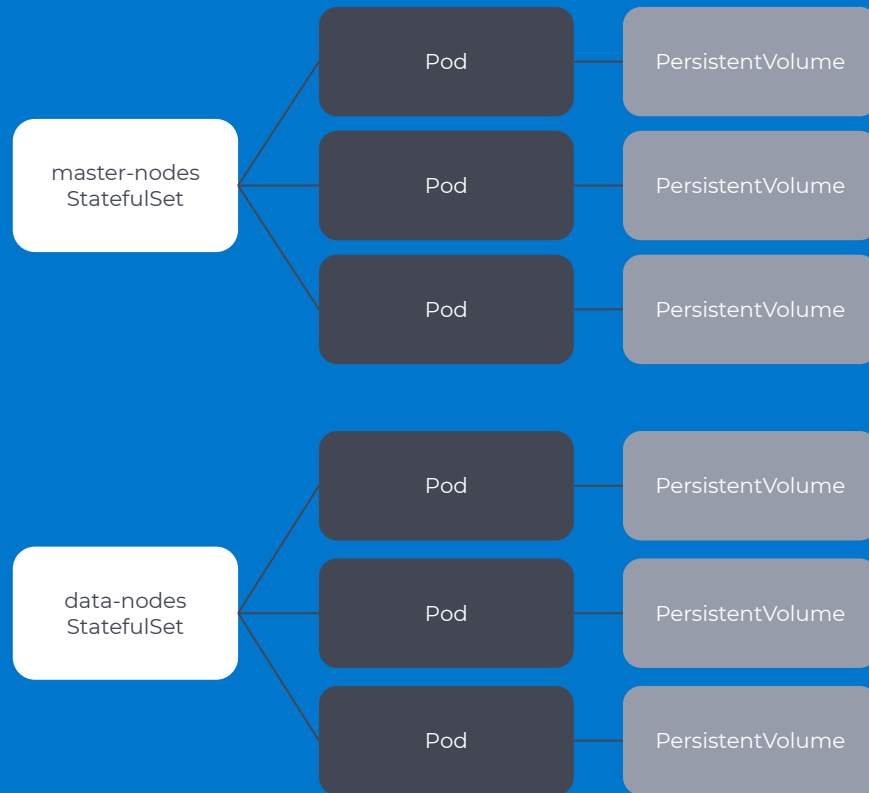 Pod
PersistentVolume
master-nodes
StatefulSet
Pod
PersistentVolume
Pod
PersistentVolume
Pod
PersistentVolume
data-nodes
StatefulSet
Pod
PersistentVolume
Pod
PersistentVolume